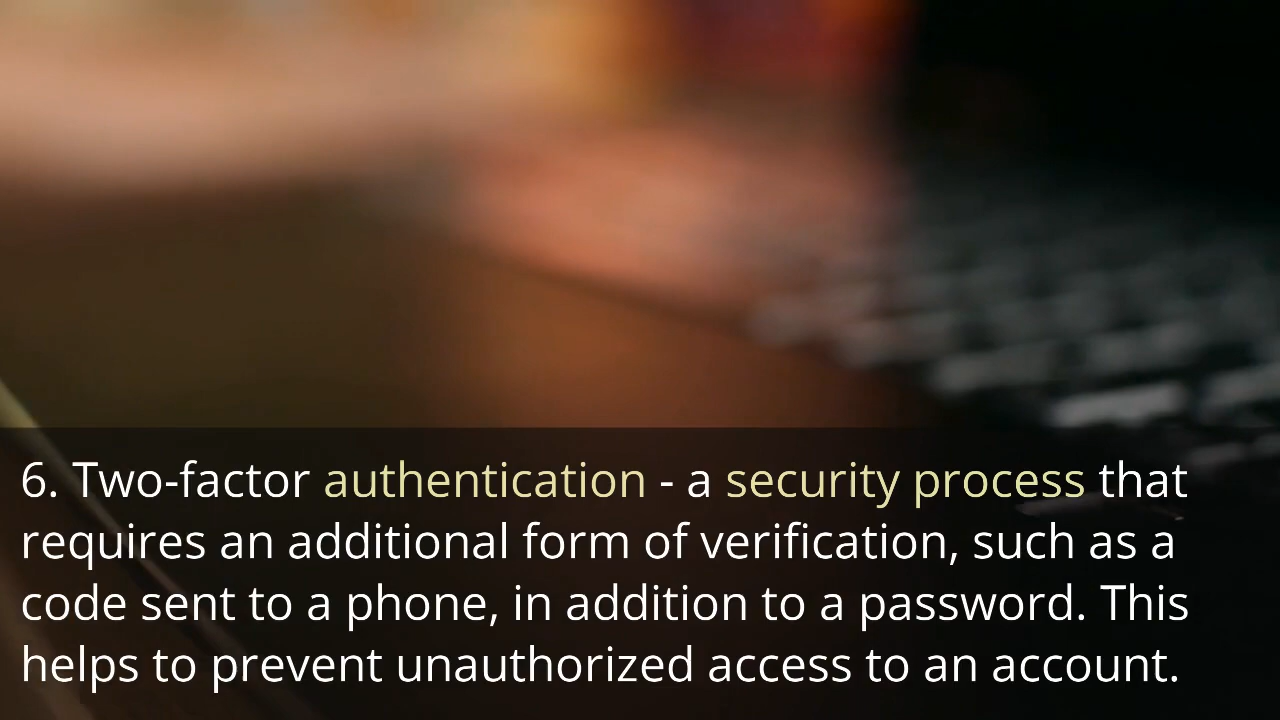 6. Two-factor authentication - a security process that
requires an additional form of verification, such as a
code sent to a phone, in addition to a password. This
helps to prevent unauthorized access to an account.